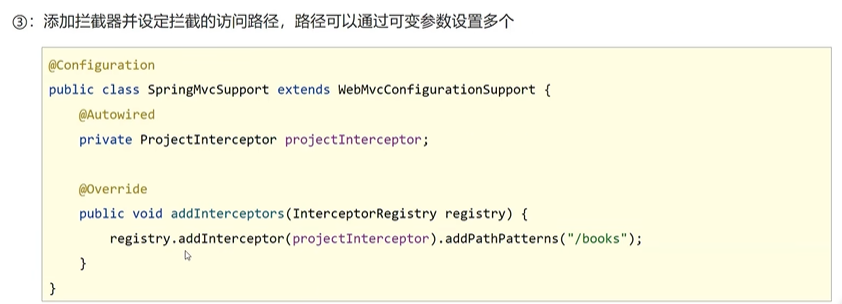 ③：添加拦截器并设定拦截的访问路径，路径可以通过可变参数设置多个
@Configuration
public class SpringMvcSupport extends WebMvcConfigurationSupport {
    @Autowired
    private ProjectInterceptor projectInterceptor;

    @Override
    public void addInterceptors(InterceptorRegistry registry) {
        registry.addInterceptor(projectInterceptor).addPathPatterns("/books");
    }
}